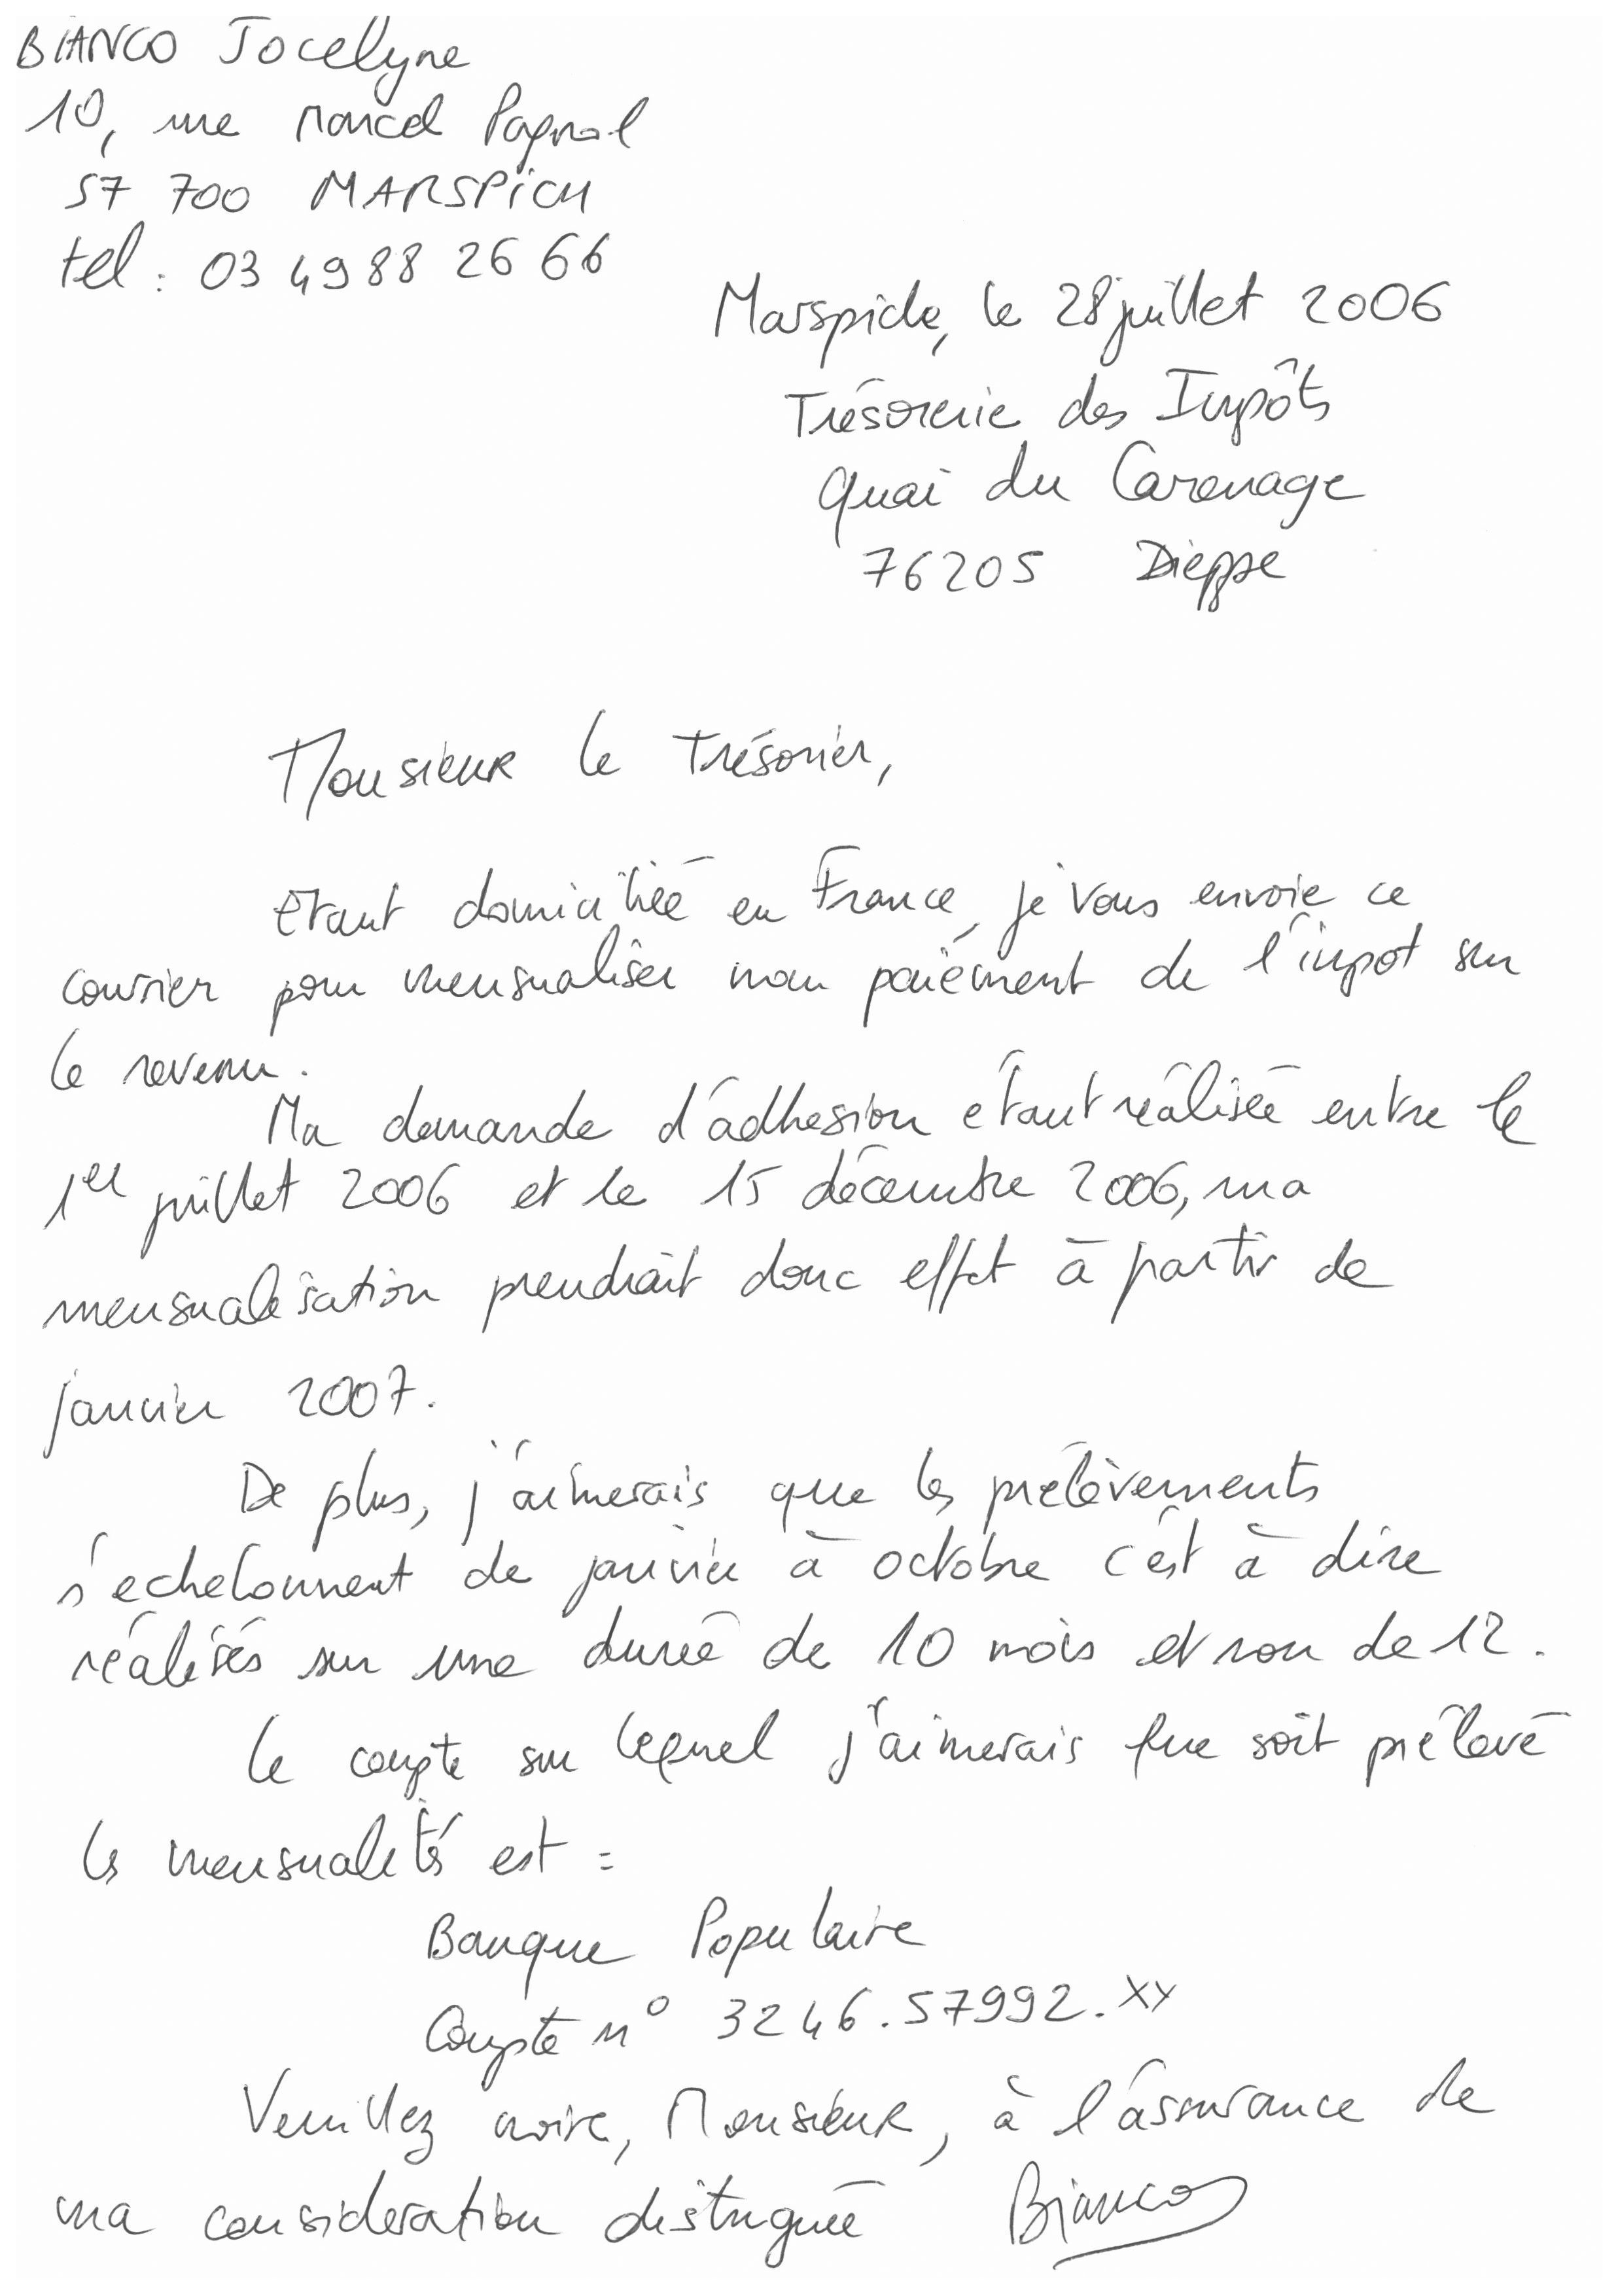 BIANCO Jocelyne
10, rue Marcel Pagnol
57 700 MARSPICH
tel : 03 49 88 26 66
Marspich, le 28 juillet 2006
Trésorerie des Impôts
Quai du Carenage
76205 Dieppe
Monsieur le Trésorier,
Etant domiciliée en France, je vous envoie ce
courrier pour mensualiser mon paiement de l'impot sur
le revenu.
Ma demande d'adhesion étant réalisée entre le
1er juillet 2006 et le 15 décembre 2006, ma
mensualisation prendrait donc effet à partir de
janvier 2007.
De plus, j'aimerais que les prélèvements
s'echelonnent de janvier à octobre c'est à dire
réalisés sur une durée de 10 mois et non de 12.
Le compte sur lequel j'aimerais que soit prélevé
les mensualités est :
Banque Populaire
Compte n° 3246.57992.XY
Veuillez croire, Monsieur, à l'assurance de
ma consideration distinguée Bianco